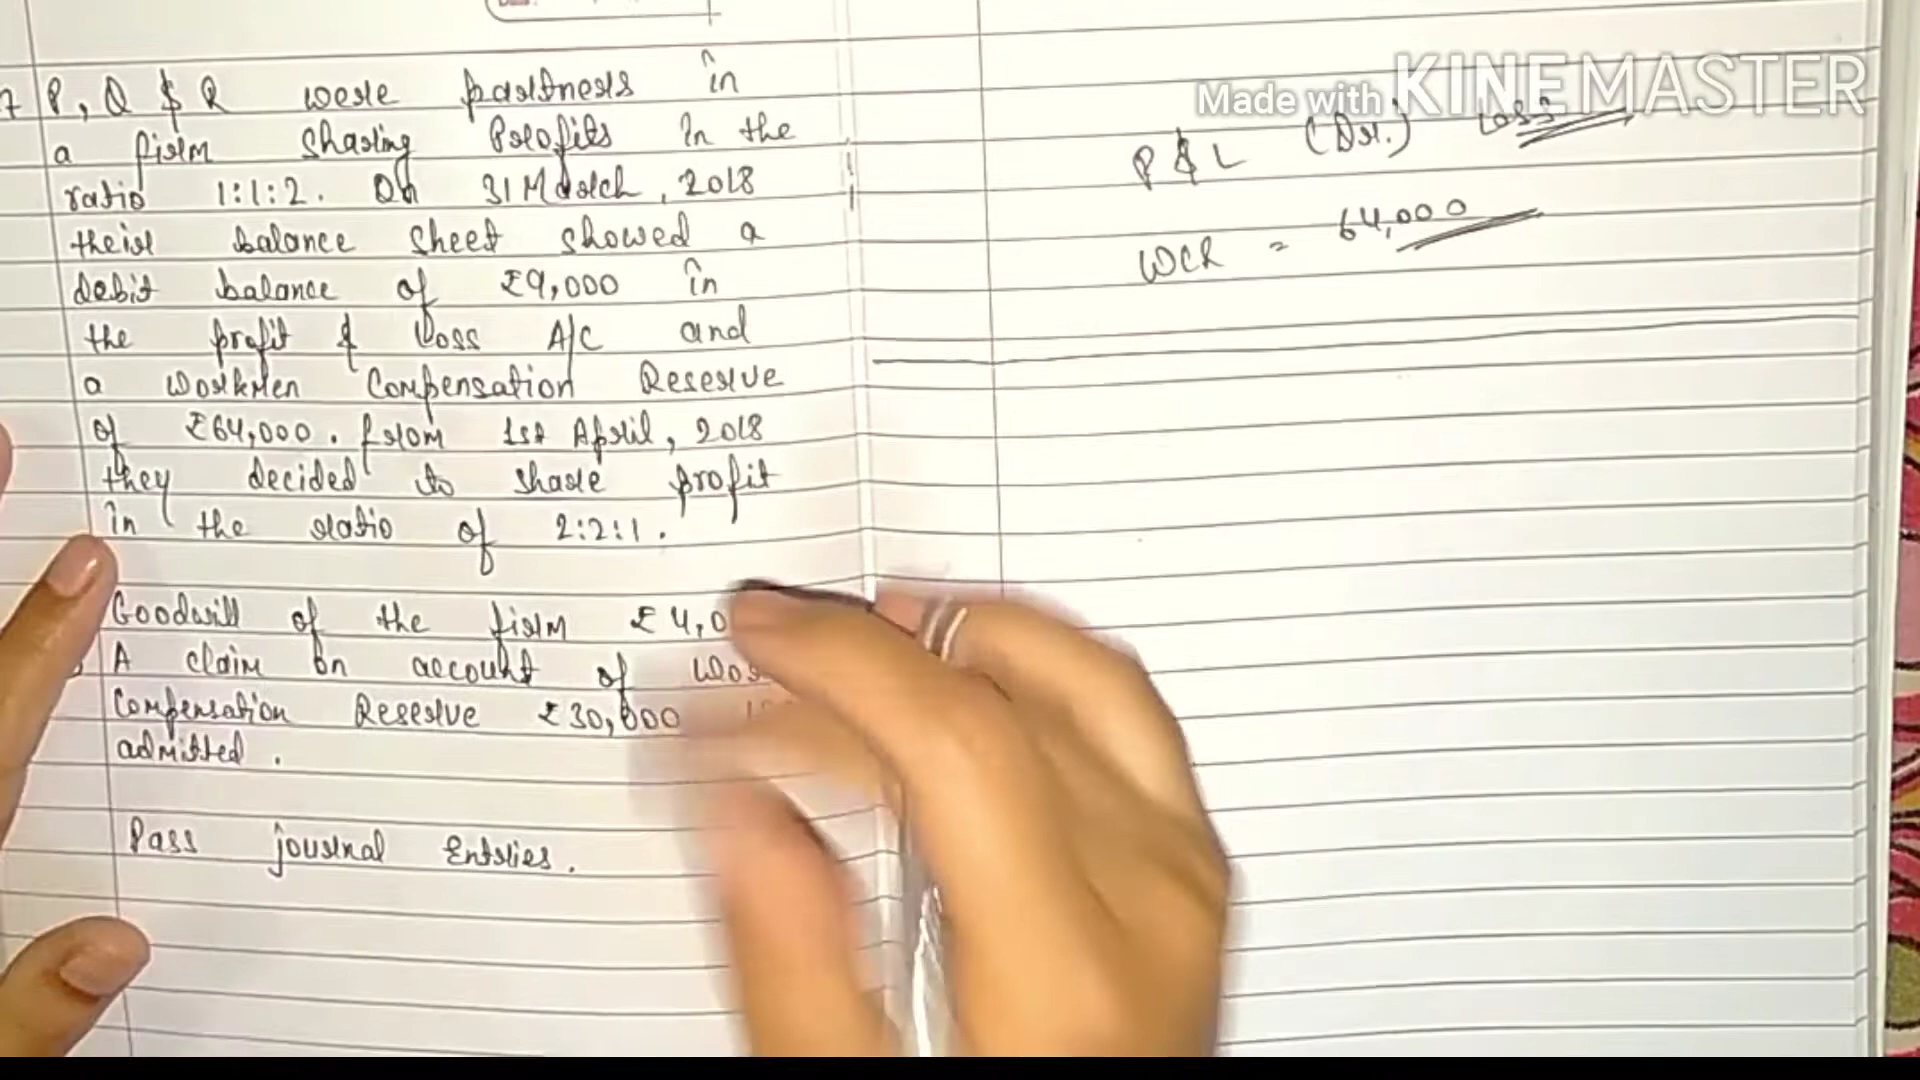 Made with KINEMASTER
7 P, Q & R were partners in
a firm sharing Profits in the
ratio 1:1:2. On 31 March, 2018
their balance sheet showed a
debit balance of ₹9,000 in
the profit & loss A/C and
a Workmen Compensation Reserve
of ₹64,000. from 1st April, 2018
they decided to share profit
in the ratio of 2:2:1.
Goodwill of the firm ₹4,0
A claim on account of
Compensation Reserve ₹30,000
admitted.
Pass journal Entries.
P & L (Dr.) Loss
WCR = 64,000